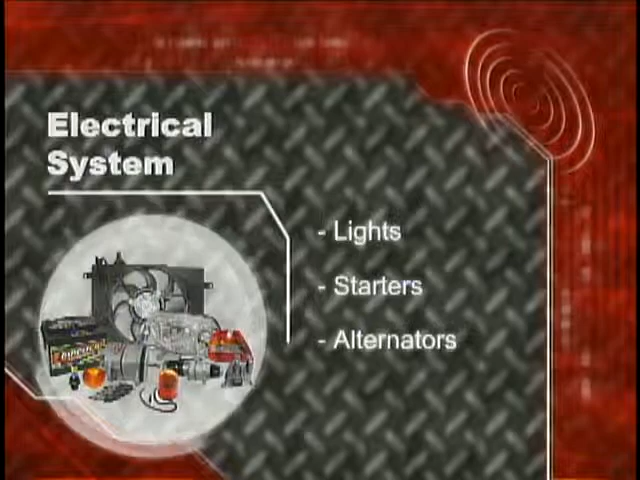 Electrical
System
- Lights
- Starters
- Alternators